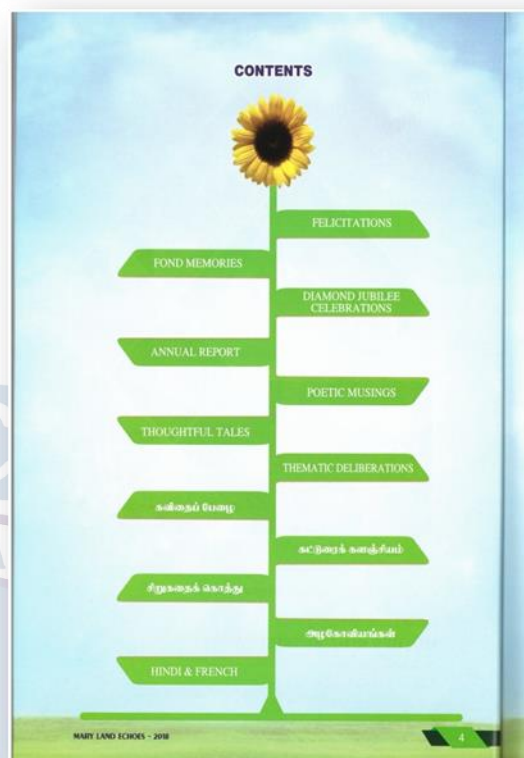 CONTENTS
FELICITATIONS
FOND MEMORIES
DIAMOND JUBILEE
CELEBRATIONS
ANNUAL REPORT
POETIC MUSINGS
THOUGHTFUL TALES
THEMATIC DELIBERATIONS
கவிதைப் பேழை
கட்டுரைக் களஞ்சியம்
சிறுகதைக் கொத்து
அழகோவியங்கள்
HINDI & FRENCH
MARY LAND ECHOES - 2018
4